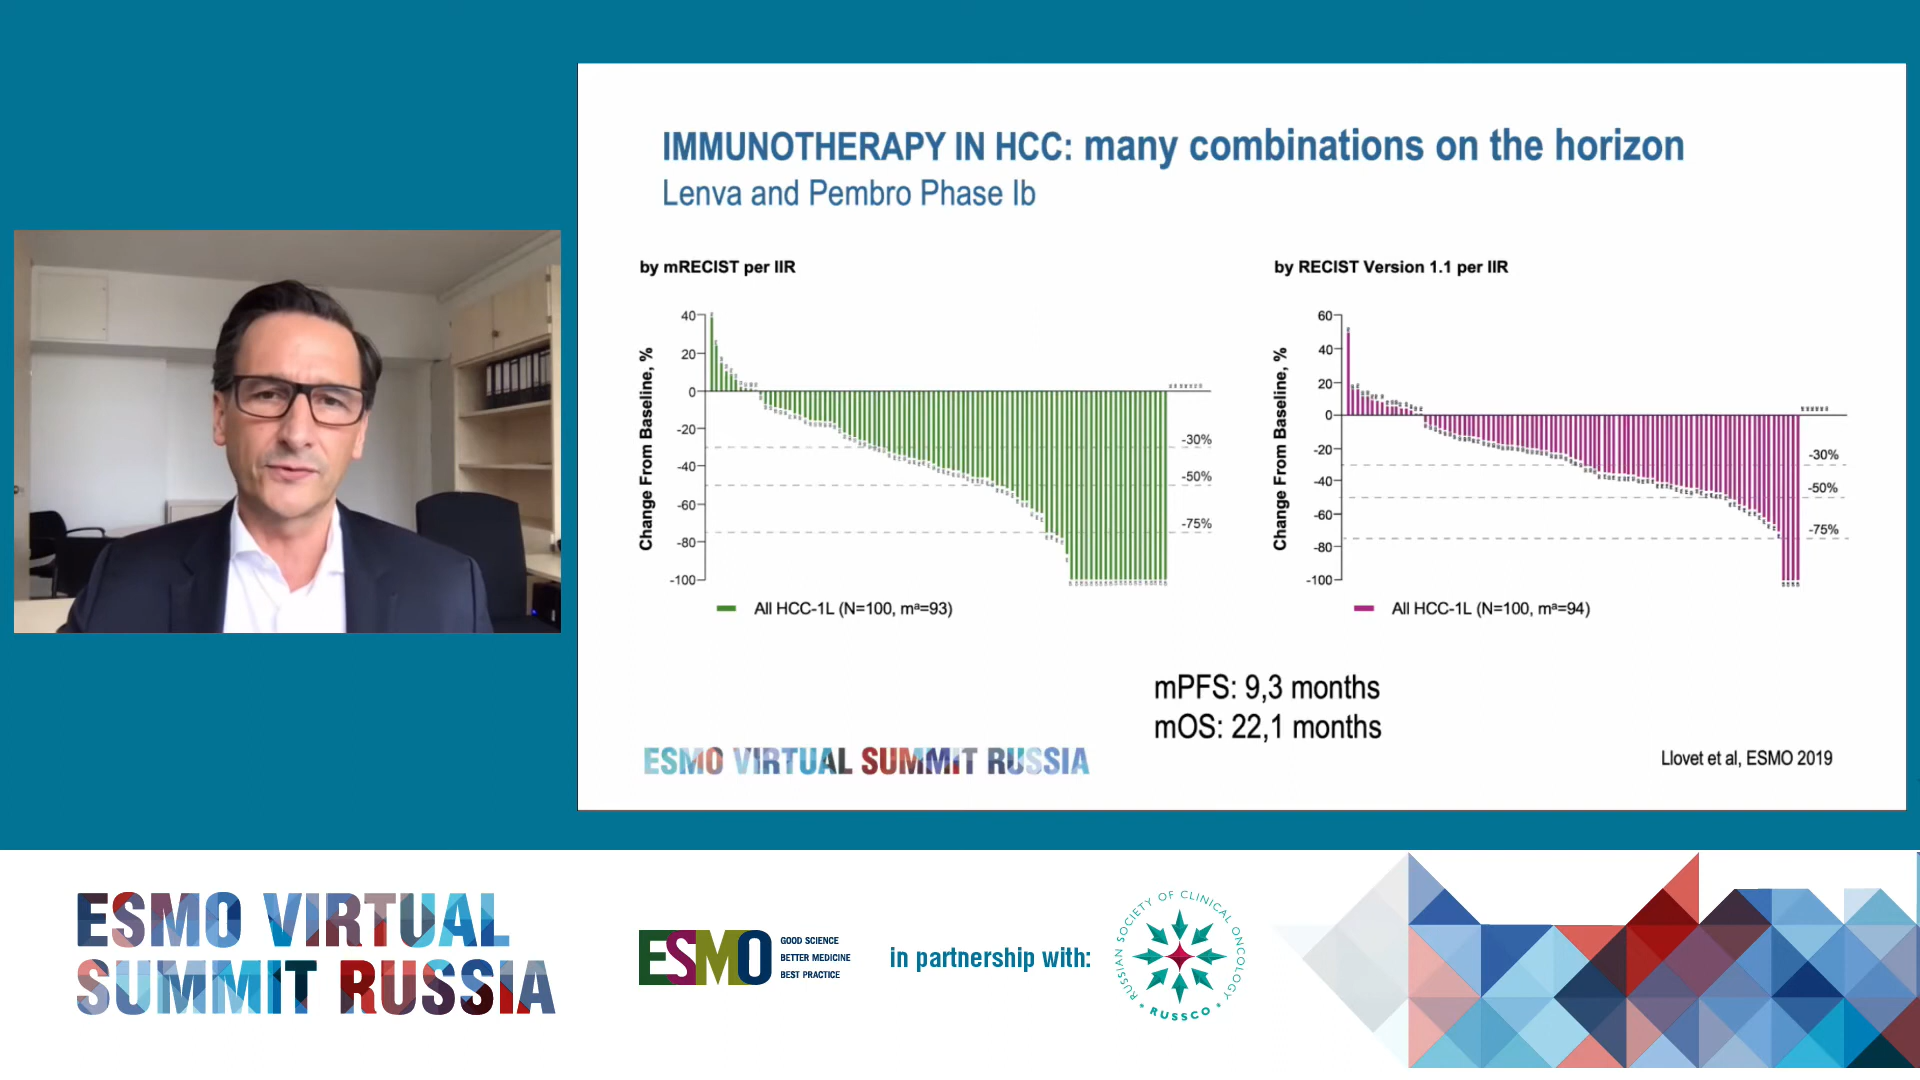 IMMUNOTHERAPY IN HCC: many combinations on the horizon
Lenva and Pembro Phase Ib
by mRECIST per IIR
Change From Baseline, %
40
20
0
-20
-40
-60
-80
-100
-30%
-50%
-75%
All HCC-1L (N=100, mª=93)
by RECIST Version 1.1 per IIR
Change From Baseline, %
60
40
20
0
-20
-40
-60
-80
-100
-30%
-50%
-75%
All HCC-1L (N=100, mª=94)
mPFS: 9,3 months
mOS: 22,1 months
ESMO VIRTUAL SUMMIT RUSSIA
Llovet et al, ESMO 2019
ESMO VIRTUAL
SUMMIT RUSSIA
ESMO
GOOD SCIENCE
BETTER MEDICINE
BEST PRACTICE
in partnership with:
RUSSIAN SOCIETY OF CLINICAL ONCOLOGY
* RUSSCO *